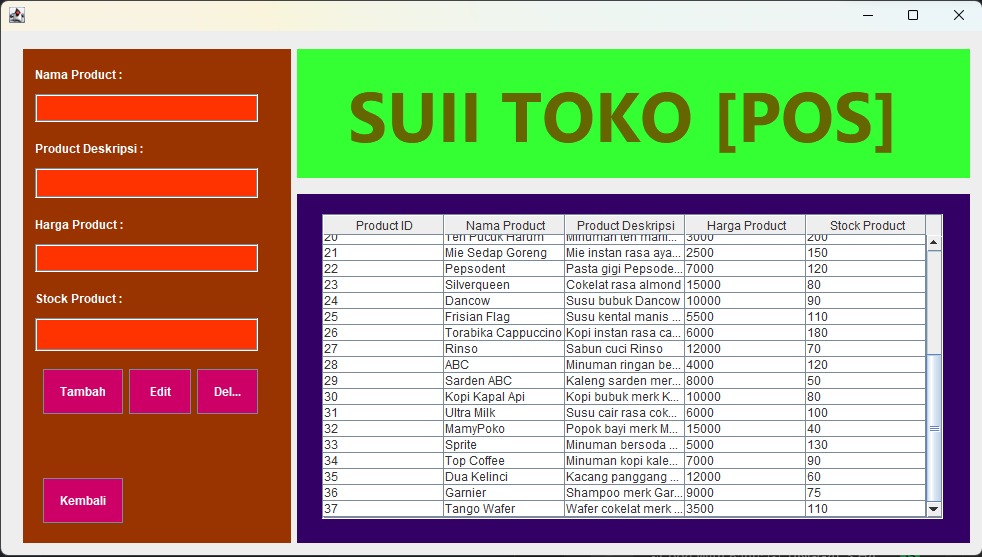 Nama Product :
Product Deskripsi :
Harga Product :
Stock Product :
Tambah Edit Del...
Kembali
SUII TOKO [POS]
Product ID Nama Product Product Deskripsi Harga Product Stock Product
20 Teh Pucuk Harum Minuman teh mani... 3000 200
21 Mie Sedap Goreng Mie instan rasa aya... 2500 150
22 Pepsodent Pasta gigi Pepsode... 7000 120
23 Silverqueen Cokelat rasa almond 15000 80
24 Dancow Susu bubuk Dancow 10000 90
25 Frisian Flag Susu kental manis ... 5500 110
26 Torabika Cappuccino Kopi instan rasa ca... 6000 180
27 Rinso Sabun cuci Rinso 12000 70
28 ABC Minuman ringan be... 4000 120
29 Sarden ABC Kaleng sarden mer... 8000 50
30 Kopi Kapal Api Kopi bubuk merk K... 10000 80
31 Ultra Milk Susu cair rasa cok... 6000 100
32 MamyPoko Popok bayi merk M... 15000 40
33 Sprite Minuman bersoda ... 5000 130
34 Top Coffee Minuman kopi kale... 7000 90
35 Dua Kelinci Kacang panggang ... 12000 60
36 Garnier Shampoo merk Gar... 9000 75
37 Tango Wafer Wafer cokelat merk ... 3500 110